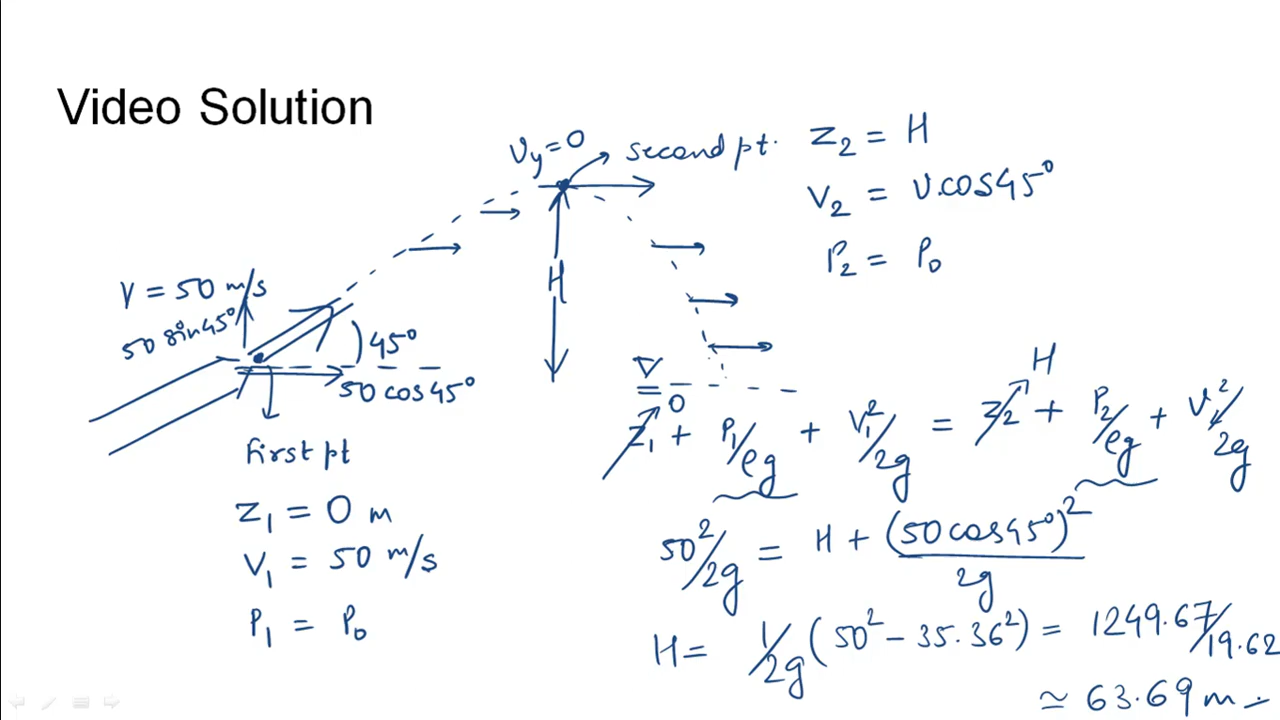 Video Solution
Vy=0
second pt.
Z2 = H
V2 = V.cos45°
P2 = P0
V = 50 m/s
50 sin45°
45°
50 cos45°
H
first pt
Z1 = 0 m
V1 = 50 m/s
P1 = P0
0 H
Z1 + P1/ρg + V1²/2g = Z2 + P2/ρg + V2²/2g
50²/2g = H + (50cos45°)²/2g
H = 1/2g (50² - 35.36²) = 1249.67/19.62
≃ 63.69 m